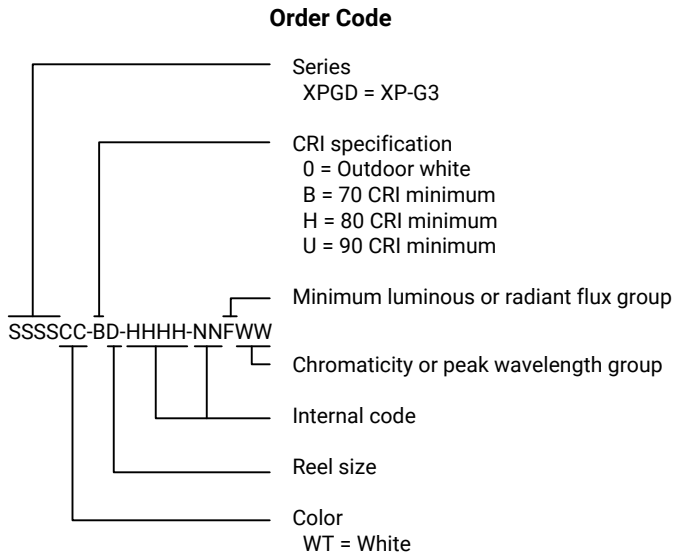 Order Code
Series
XPGD = XP-G3
CRI specification
0 = Outdoor white
B = 70 CRI minimum
H = 80 CRI minimum
U = 90 CRI minimum
Minimum luminous or radiant flux group
SSSSCC-BD-HHHH-NNFWW
Chromaticity or peak wavelength group
Internal code
Reel size
Color
WT = White